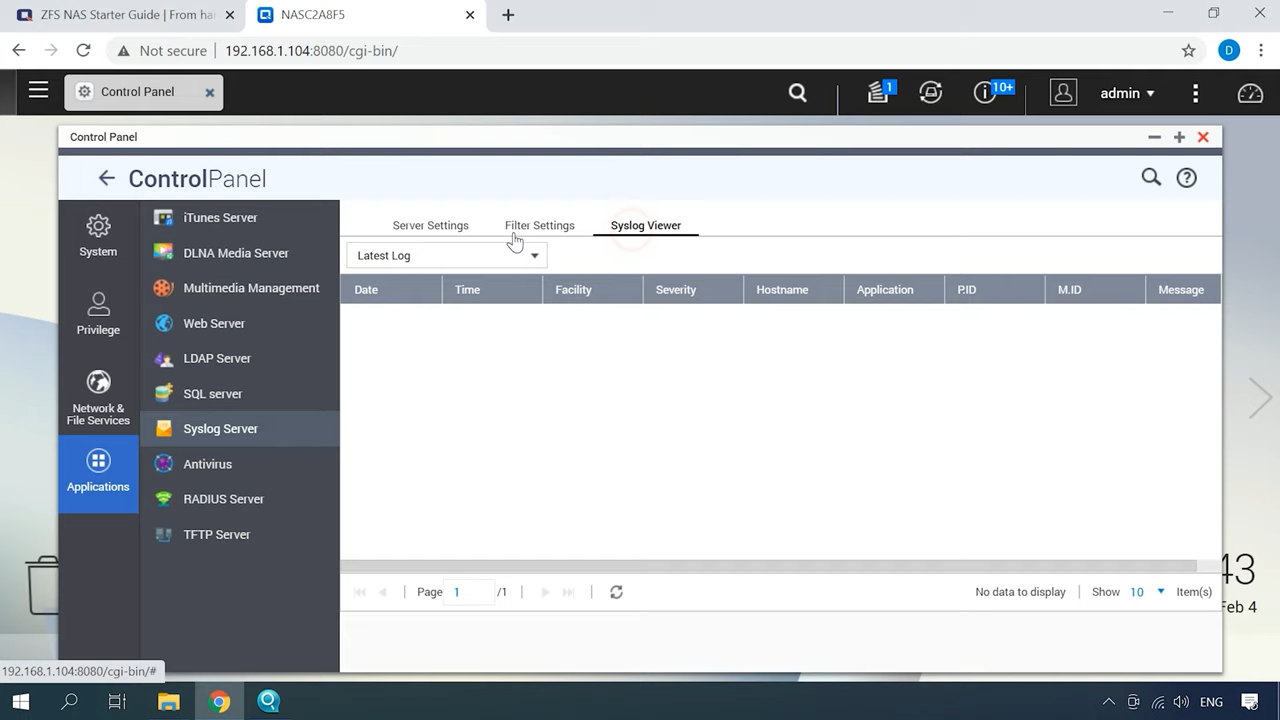 ZFS NAS Starter Guide | From har
NASC2A8F5
Not secure
192.168.1.104:8080/cgi-bin/
D
Control Panel
1
10+
admin
Control Panel
ControlPanel
System
Privilege
Network &
File Services
Applications
iTunes Server
DLNA Media Server
Multimedia Management
Web Server
LDAP Server
SQL server
Syslog Server
Antivirus
RADIUS Server
TFTP Server
Server Settings
Filter Settings
Syslog Viewer
Latest Log
Date Time Facility Severity Hostname Application P.ID M.ID Message
Page 1 /1
No data to display
Show 10 Item(s)
43
Feb 4
192.168.1.104:8080/cgi-bin/#
ENG